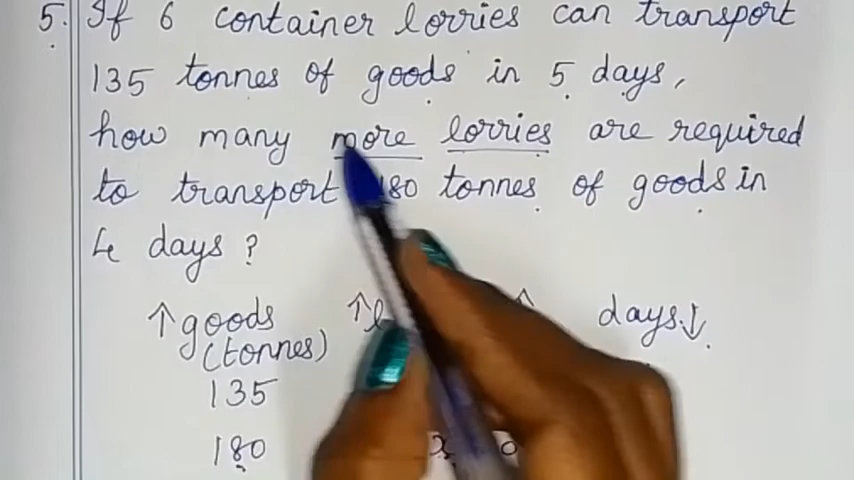 5. If 6 container lorries can transport
135 tonnes of goods in 5 days,
how many more lorries are required
to transport 180 tonnes of goods in
4 days ?
↑ goods ↑ ↑ days ↓
(tonnes)
135
180 x